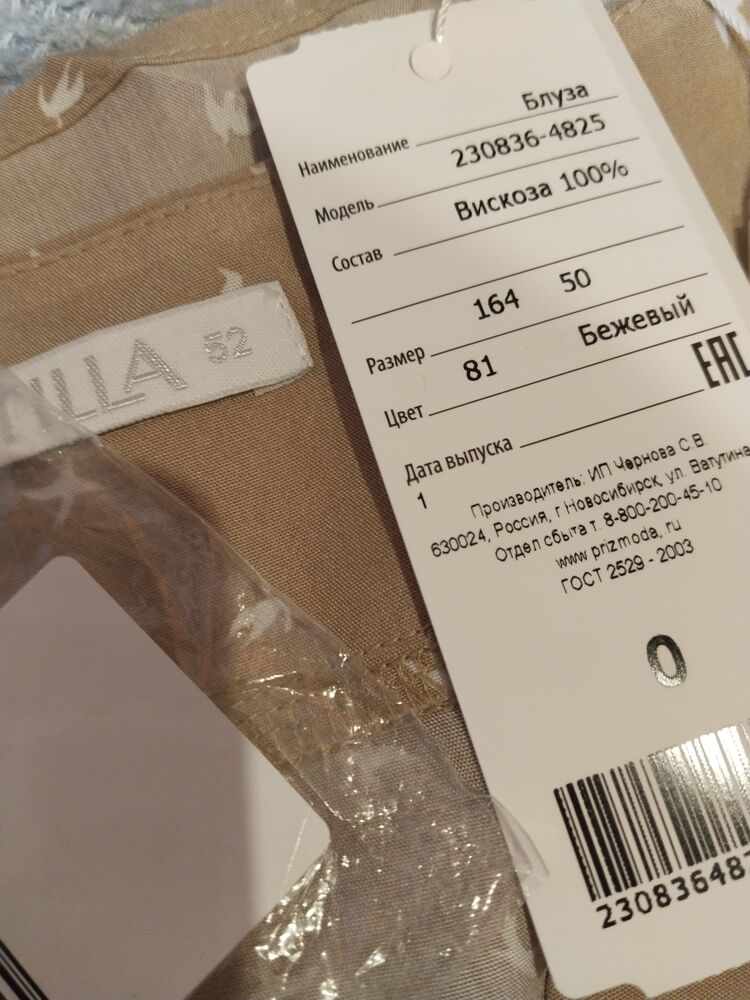 Наименование Блуза
Модель 230836-4825
Состав Вискоза 100%
Размер 164 50
Цвет 81 Бежевый
Дата выпуска
EAC
1
Производитель: ИП Чернова С.В.
630024, Россия, г Новосибирск, ул. Ватутина
Отдел сбыта т. 8-800-200-45-10
www prizmoda, ru
ГОСТ 2529 - 2003
0
52